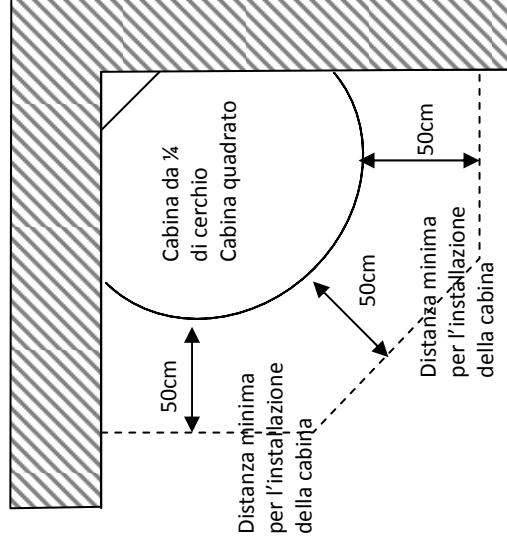 Cabina da ¼
di cerchio
Cabina quadrato
50cm
50cm
50cm
Distanza minima
per l’installazione
della cabina
Distanza minima
per l’installazione
della cabina